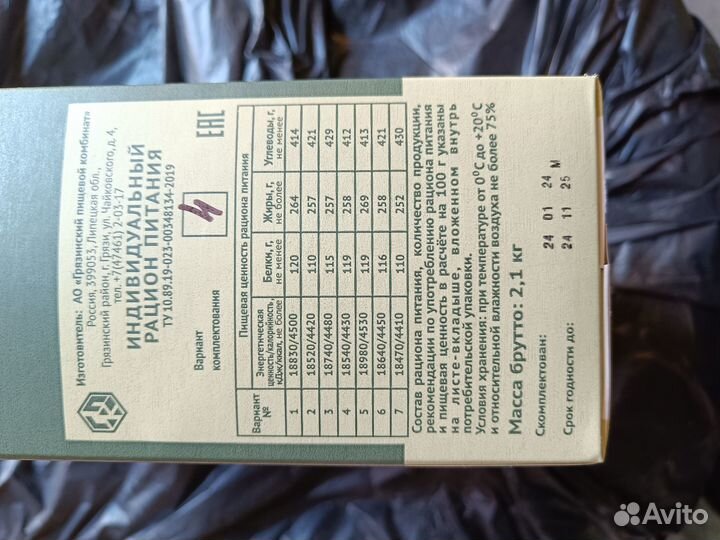 Изготовитель: АО «Грязинский пищевой комбинат»
Россия, 399053, Липецкая обл.,
Грязинский район, г. Грязи, ул. Чайковского, д. 4,
тел.+7(47461) 2-03-17
ИНДИВИДУАЛЬНЫЙ
РАЦИОН ПИТАНИЯ
ТУ 10.89.19-023-00348134-2019
EAC
Вариант
комплектования
4
Пищевая ценность рациона питания
Вариант № Энергетическая ценность/калорийность, кДж/ккал, не более Белки, г, не менее Жиры, г, не более Углеводы, г, не менее
1 18830/4500 120 264 414
2 18520/4420 110 257 421
3 18740/4480 115 257 429
4 18540/4430 119 258 412
5 18980/4530 119 269 413
6 18640/4450 116 258 421
7 18470/4410 110 252 430
Состав рациона питания, количество продукции,
рекомендации по употреблению рациона питания
и пищевая ценность в расчёте на 100 г указаны
на листе-вкладыше, вложенном внутрь
потребительской упаковки.
Условия хранения: при температуре от 0°С до +20°С
и относительной влажности воздуха не более 75%
Масса брутто: 2,1 кг
Скомплектован: 24 01 24 М
Срок годности до: 24 11 25
Avito